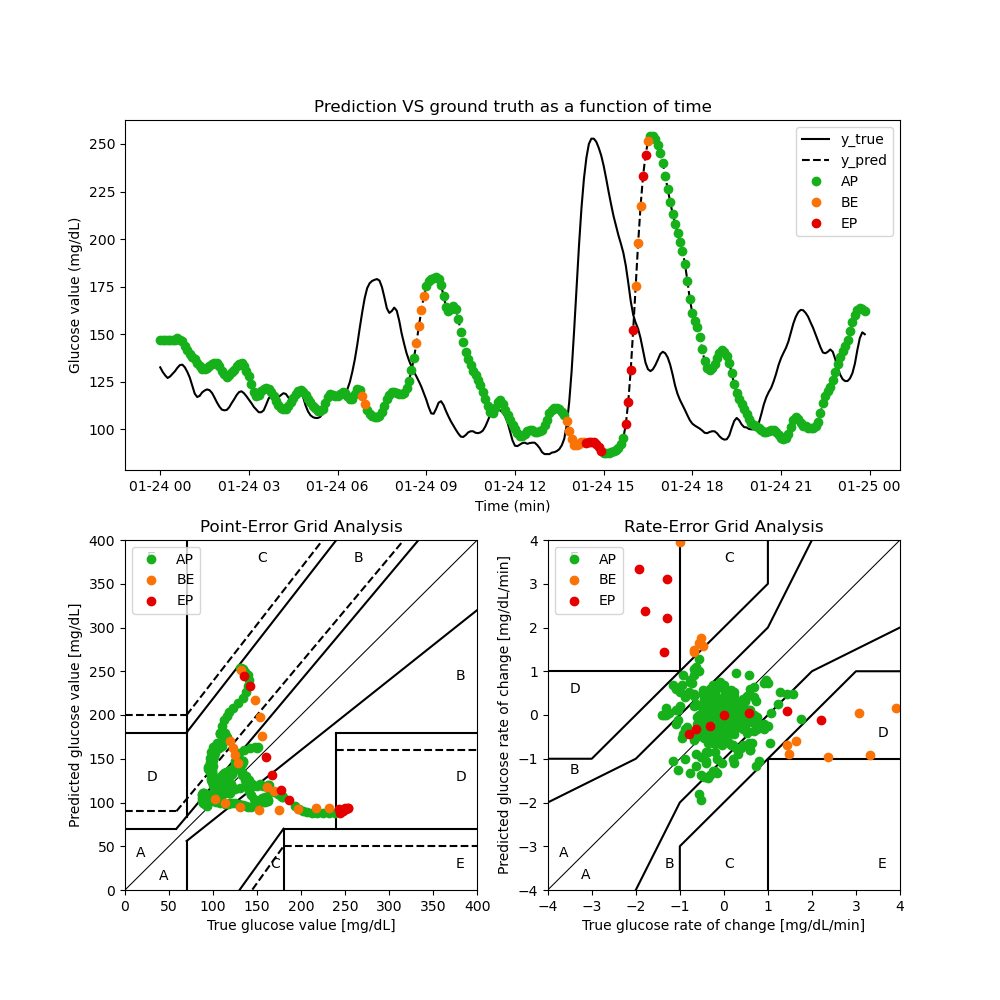 Prediction VS ground truth as a function of time
Glucose value (mg/dL)
250
225
200
175
150
125
100
y_true
y_pred
AP
BE
EP
01-24 00 01-24 03 01-24 06 01-24 09 01-24 12 01-24 15 01-24 18 01-24 21 01-25 00
Time (min)
Point-Error Grid Analysis
Predicted glucose value [mg/dL]
400
350
300
250
200
150
100
50
0
AP
BE
EP
C
B
B
D
D
A
A
C
E
0 50 100 150 200 250 300 350 400
True glucose value [mg/dL]
Rate-Error Grid Analysis
Predicted glucose rate of change [mg/dL/min]
4
3
2
1
0
−1
−2
−3
−4
AP
BE
EP
C
D
D
B
A
A
B
C
E
−4 −3 −2 −1 0 1 2 3 4
True glucose rate of change [mg/dL/min]